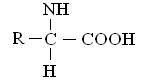 NH
R – C – COOH
H